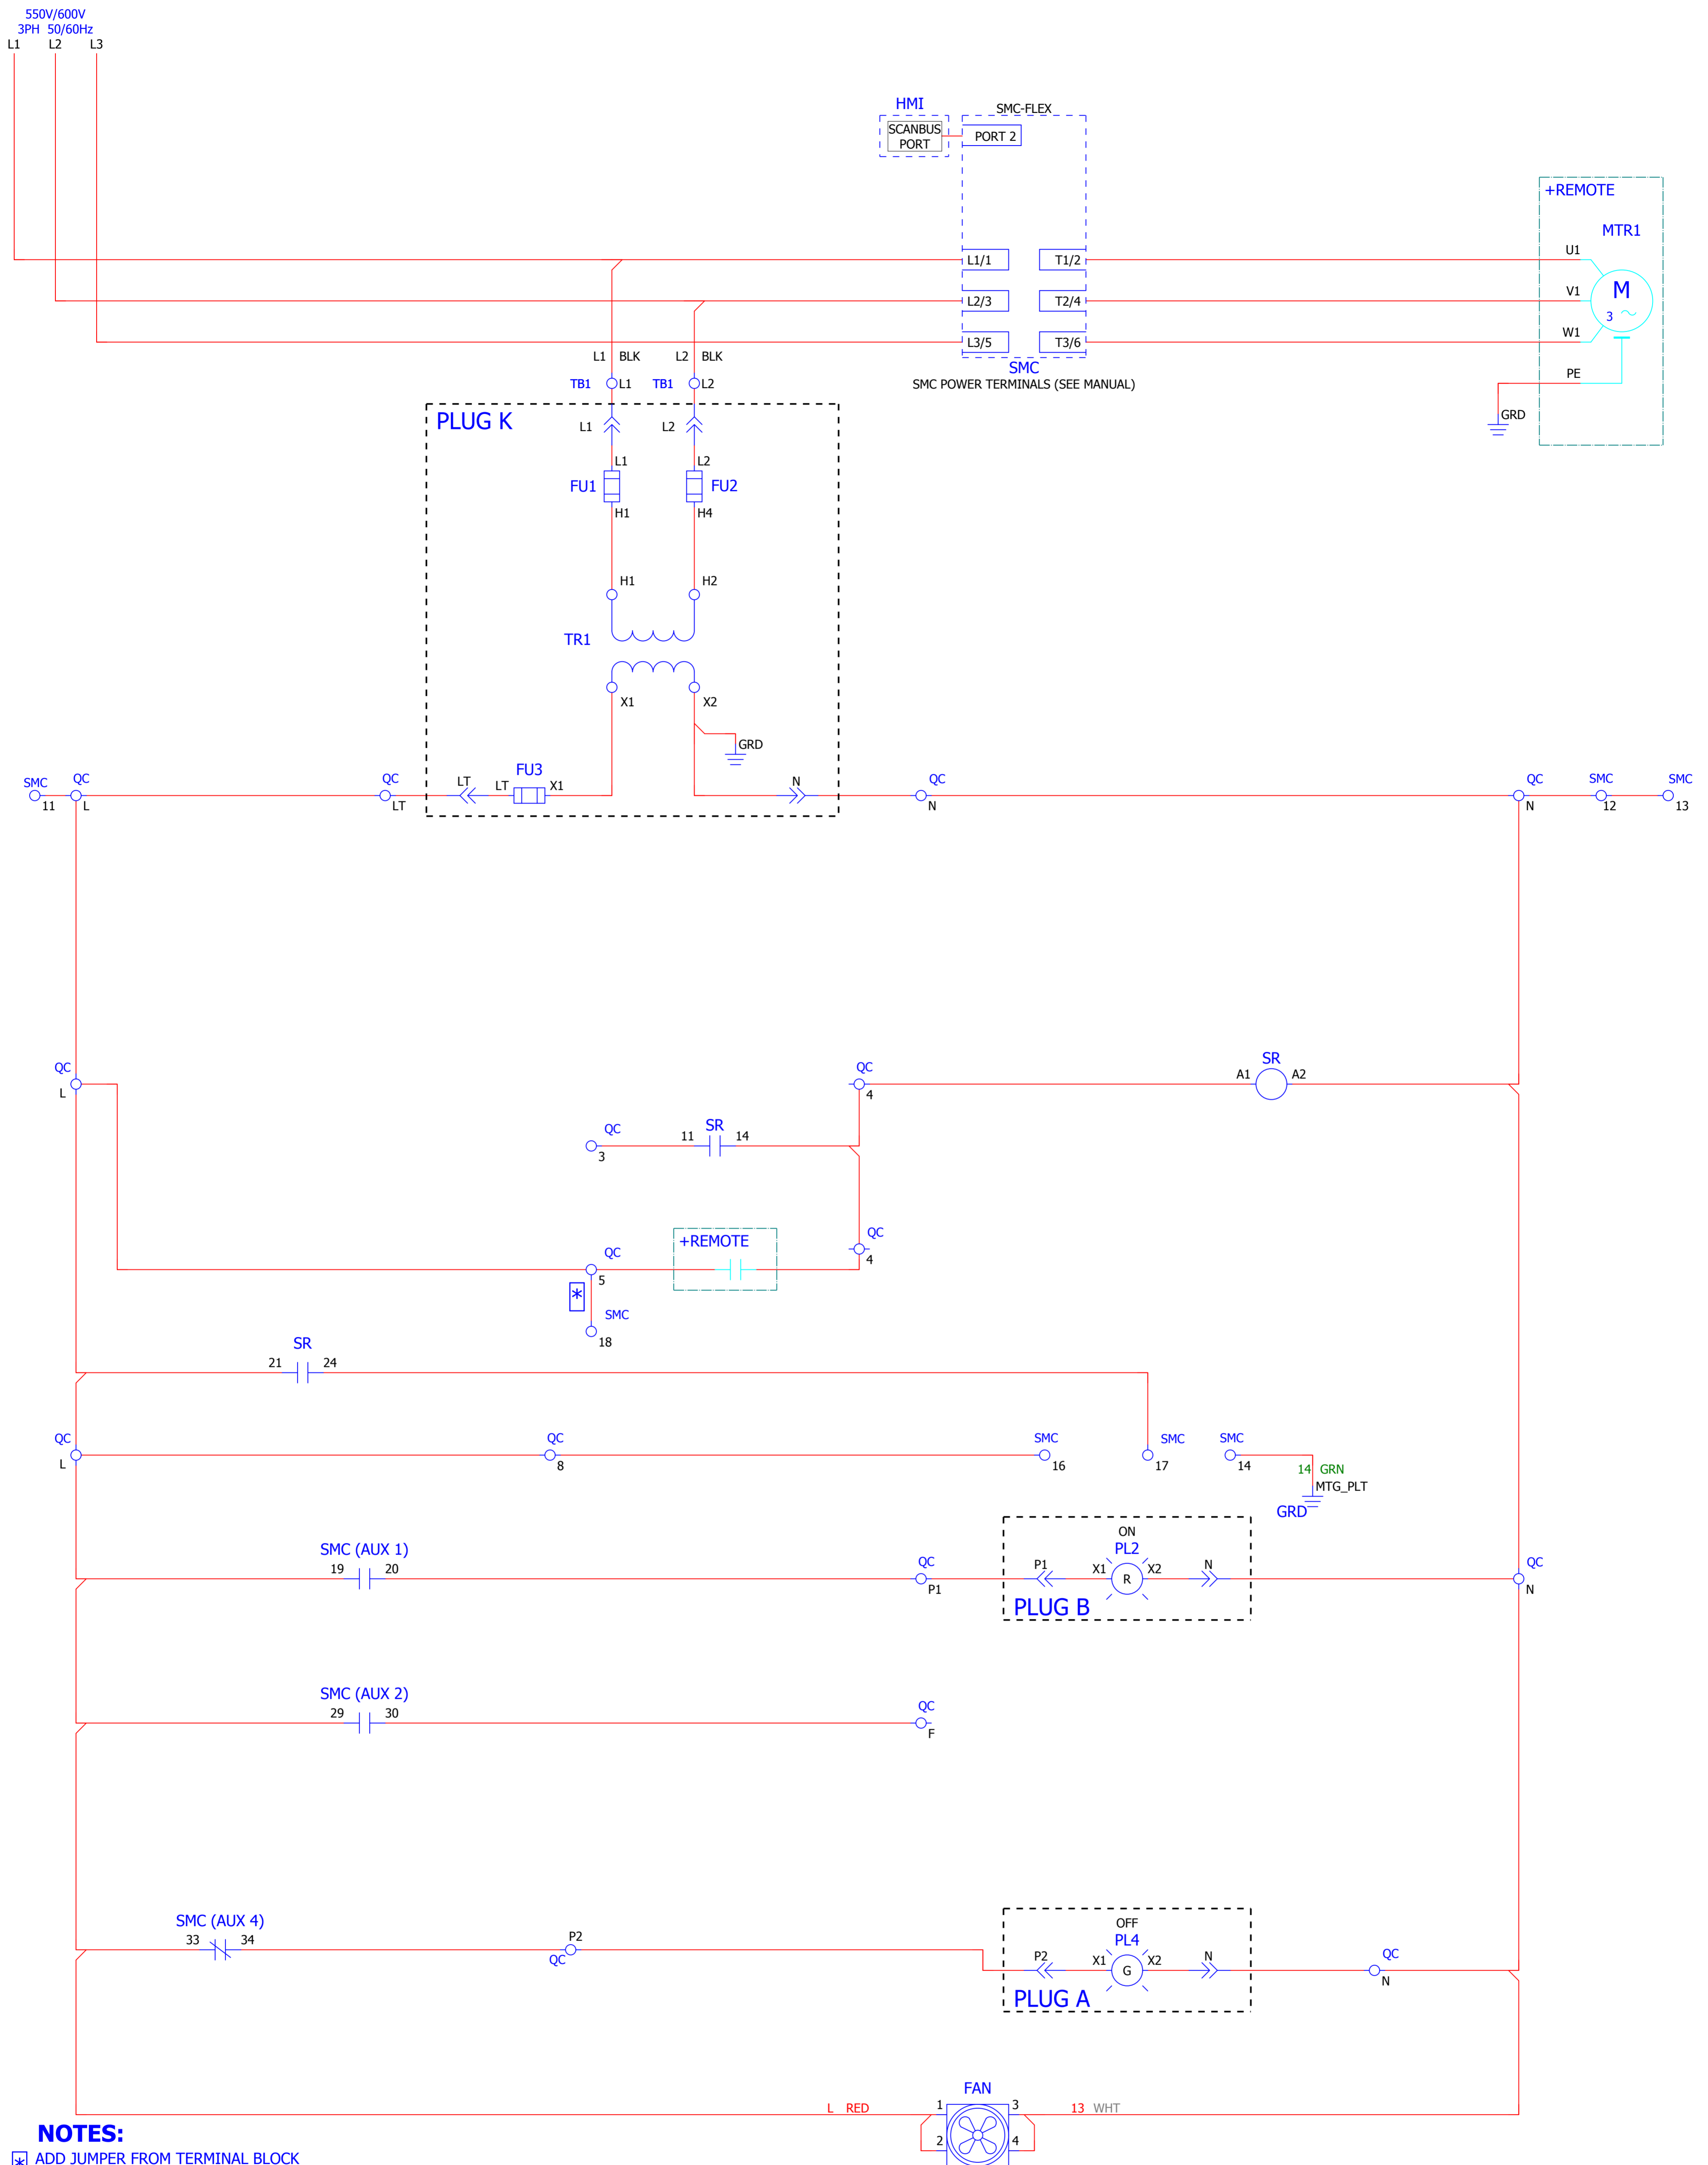 550V/600V
3PH 50/60Hz
L1 L2 L3
HMI
SMC-FLEX
SCANBUS
PORT
PORT 2
+REMOTE
MTR1
L1/1 T1/2 U1
L2/3 T2/4 V1
M
3
L3/5 T3/6 W1
L1 BLK L2 BLK
SMC
SMC POWER TERMINALS (SEE MANUAL)
PE
TB1 L1 TB1 L2
GRD
PLUG K
L1 L2
L1 L2
FU1 FU2
H1 H4
H1 H2
TR1
X1 X2
GRD
FU3
SMC QC QC LT LT X1 N QC QC SMC SMC
11 L LT N N 12 13
QC QC SR
L 4 A1 A2
QC SR
3 11 14
QC
4
+REMOTE
QC
5
*
SMC
18
SR
21 24
QC QC SMC SMC SMC
L 8 16 17 14
14 GRN
MTG_PLT
GRD
ON
SMC (AUX 1) PL2
19 20 QC P1 X1 R X2 N QC
P1 N
PLUG B
SMC (AUX 2)
29 30 QC
F
OFF
SMC (AUX 4) PL4
33 34 P2
QC
P2 X1 G X2 N QC
N
PLUG A
FAN
L RED 1 3 13 WHT
2 4
NOTES:
* ADD JUMPER FROM TERMINAL BLOCK